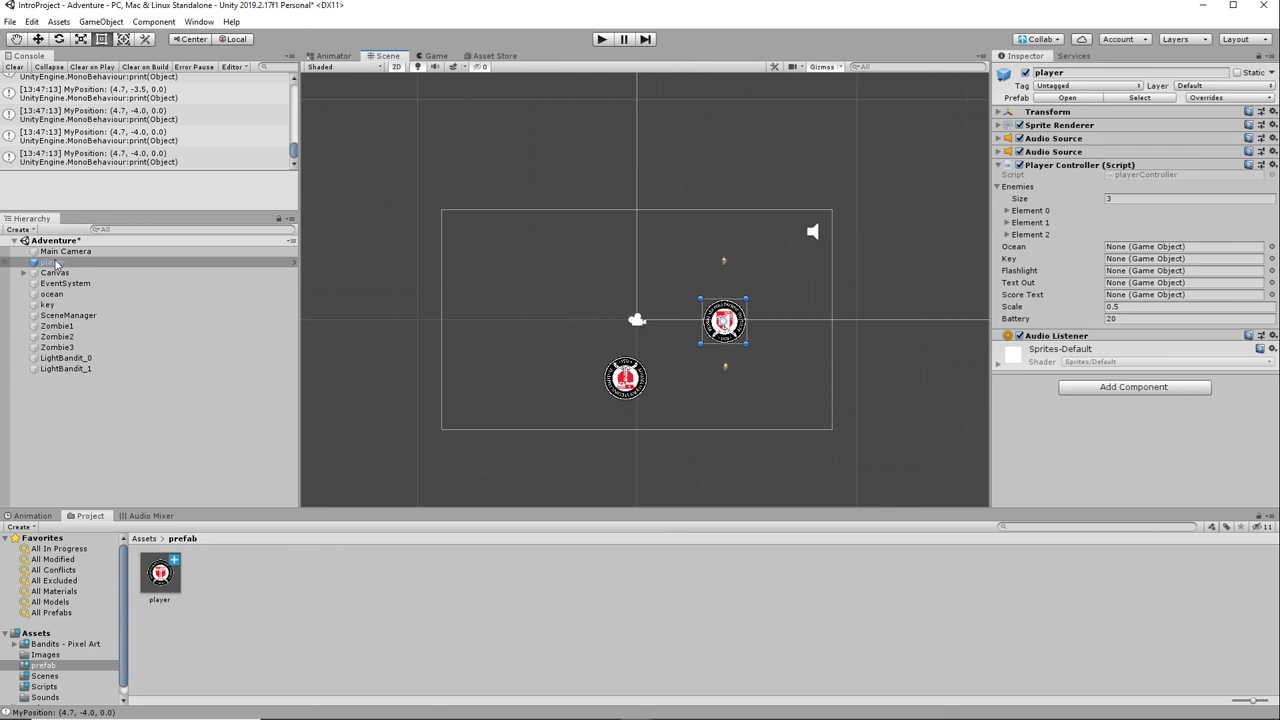 IntroProject - Adventure - PC, Mac & Linux Standalone - Unity 2019.2.17f1 Personal* <DX11>
File Edit Assets GameObject Component Window Help
Center Local Collab Account Layers Layout
Console Animator Scene Game Asset Store Inspector Services
Clear Collapse Clear on Play Clear on Build Error Pause Editor Shaded 2D 0 Gizmos All
player Static
Tag Untagged Layer Default
Prefab Open Select Overrides
UnityEngine.MonoBehaviour:print(Object)
[13:47:13] MyPosition: (4.7, -3.5, 0.0)
UnityEngine.MonoBehaviour:print(Object)
[13:47:13] MyPosition: (4.7, -4.0, 0.0)
UnityEngine.MonoBehaviour:print(Object)
[13:47:13] MyPosition: (4.7, -4.0, 0.0)
UnityEngine.MonoBehaviour:print(Object)
[13:47:13] MyPosition: (4.7, -4.0, 0.0)
UnityEngine.MonoBehaviour:print(Object)
Transform
Sprite Renderer
Audio Source
Audio Source
Player Controller (Script)
Script playerController
Enemies
Size 3
Element 0
Element 1
Element 2
Ocean None (Game Object)
Key None (Game Object)
Flashlight None (Game Object)
Text Out None (Game Object)
Score Text None (Game Object)
Scale 0.5
Battery 20
Audio Listener
Sprites-Default
Shader Sprites/Default
Add Component
Hierarchy
Create All
Adventure*
Main Camera
Canvas
EventSystem
ocean
key
SceneManager
Zombie1
Zombie2
Zombie3
LightBandit_0
LightBandit_1
Animation Project Audio Mixer
Create 11
Favorites
All In Progress
All Modified
All Conflicts
All Excluded
All Materials
All Models
All Prefabs
Assets
Bandits - Pixel Art
Images
prefab
Scenes
Scripts
Sounds
Assets > prefab
player
MyPosition: (4.7, -4.0, 0.0)